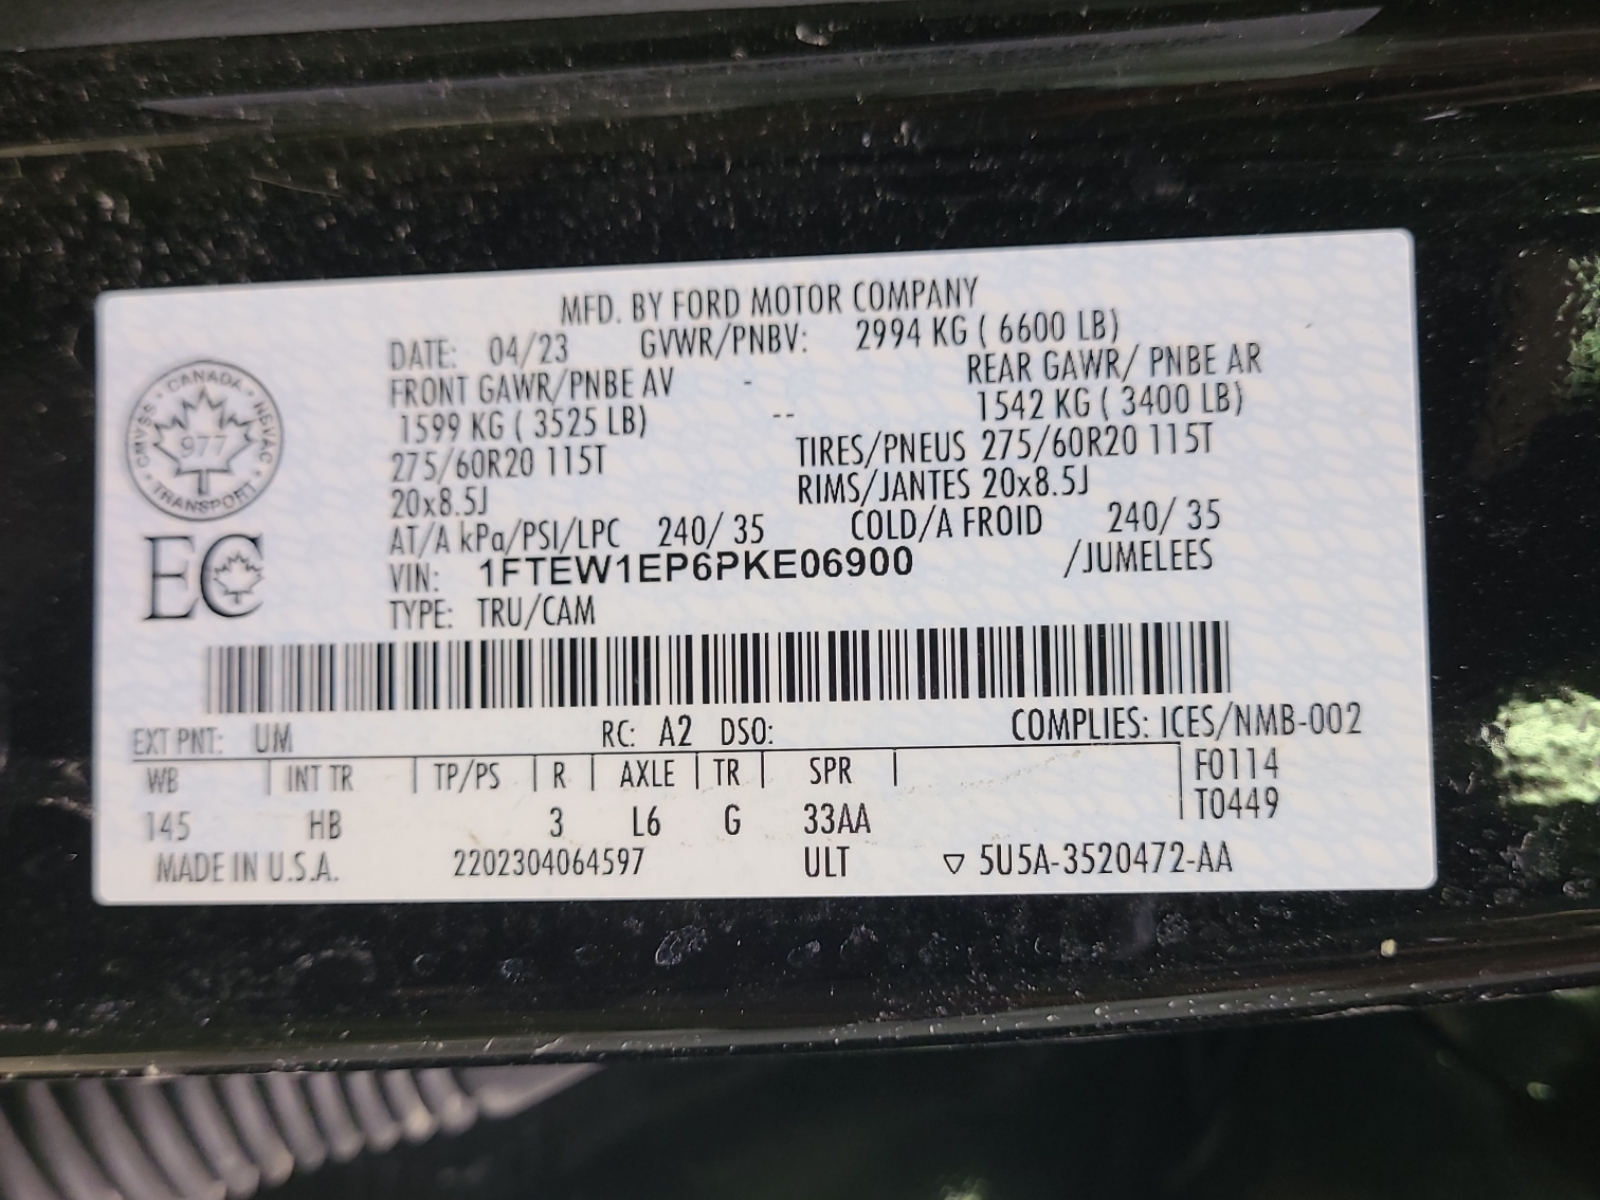 MFD. BY FORD MOTOR COMPANY
DATE: 04/23 GVWR/PNBV: 2994 KG ( 6600 LB)
FRONT GAWR/PNBE AV - REAR GAWR/ PNBE AR
1599 KG ( 3525 LB) -- 1542 KG ( 3400 LB)
275/60R20 115T TIRES/PNEUS 275/60R20 115T
20x8.5J RIMS/JANTES 20x8.5J
AT/A kPa/PSI/LPC 240/ 35 COLD/A FROID 240/ 35
VIN: 1FTEW1EP6PKE06900 /JUMELEES
TYPE: TRU/CAM
CANADA · NSVAC · TRANSPORT · CMVSS
977
EC
EXT PNT: UM RC: A2 DSO: COMPLIES: ICES/NMB-002
WB | INT TR | TP/PS | R | AXLE | TR | SPR | F0114
145 HB 3 L6 G 33AA T0449
MADE IN U.S.A. 2202304064597 ULT ▽ 5U5A-3520472-AA